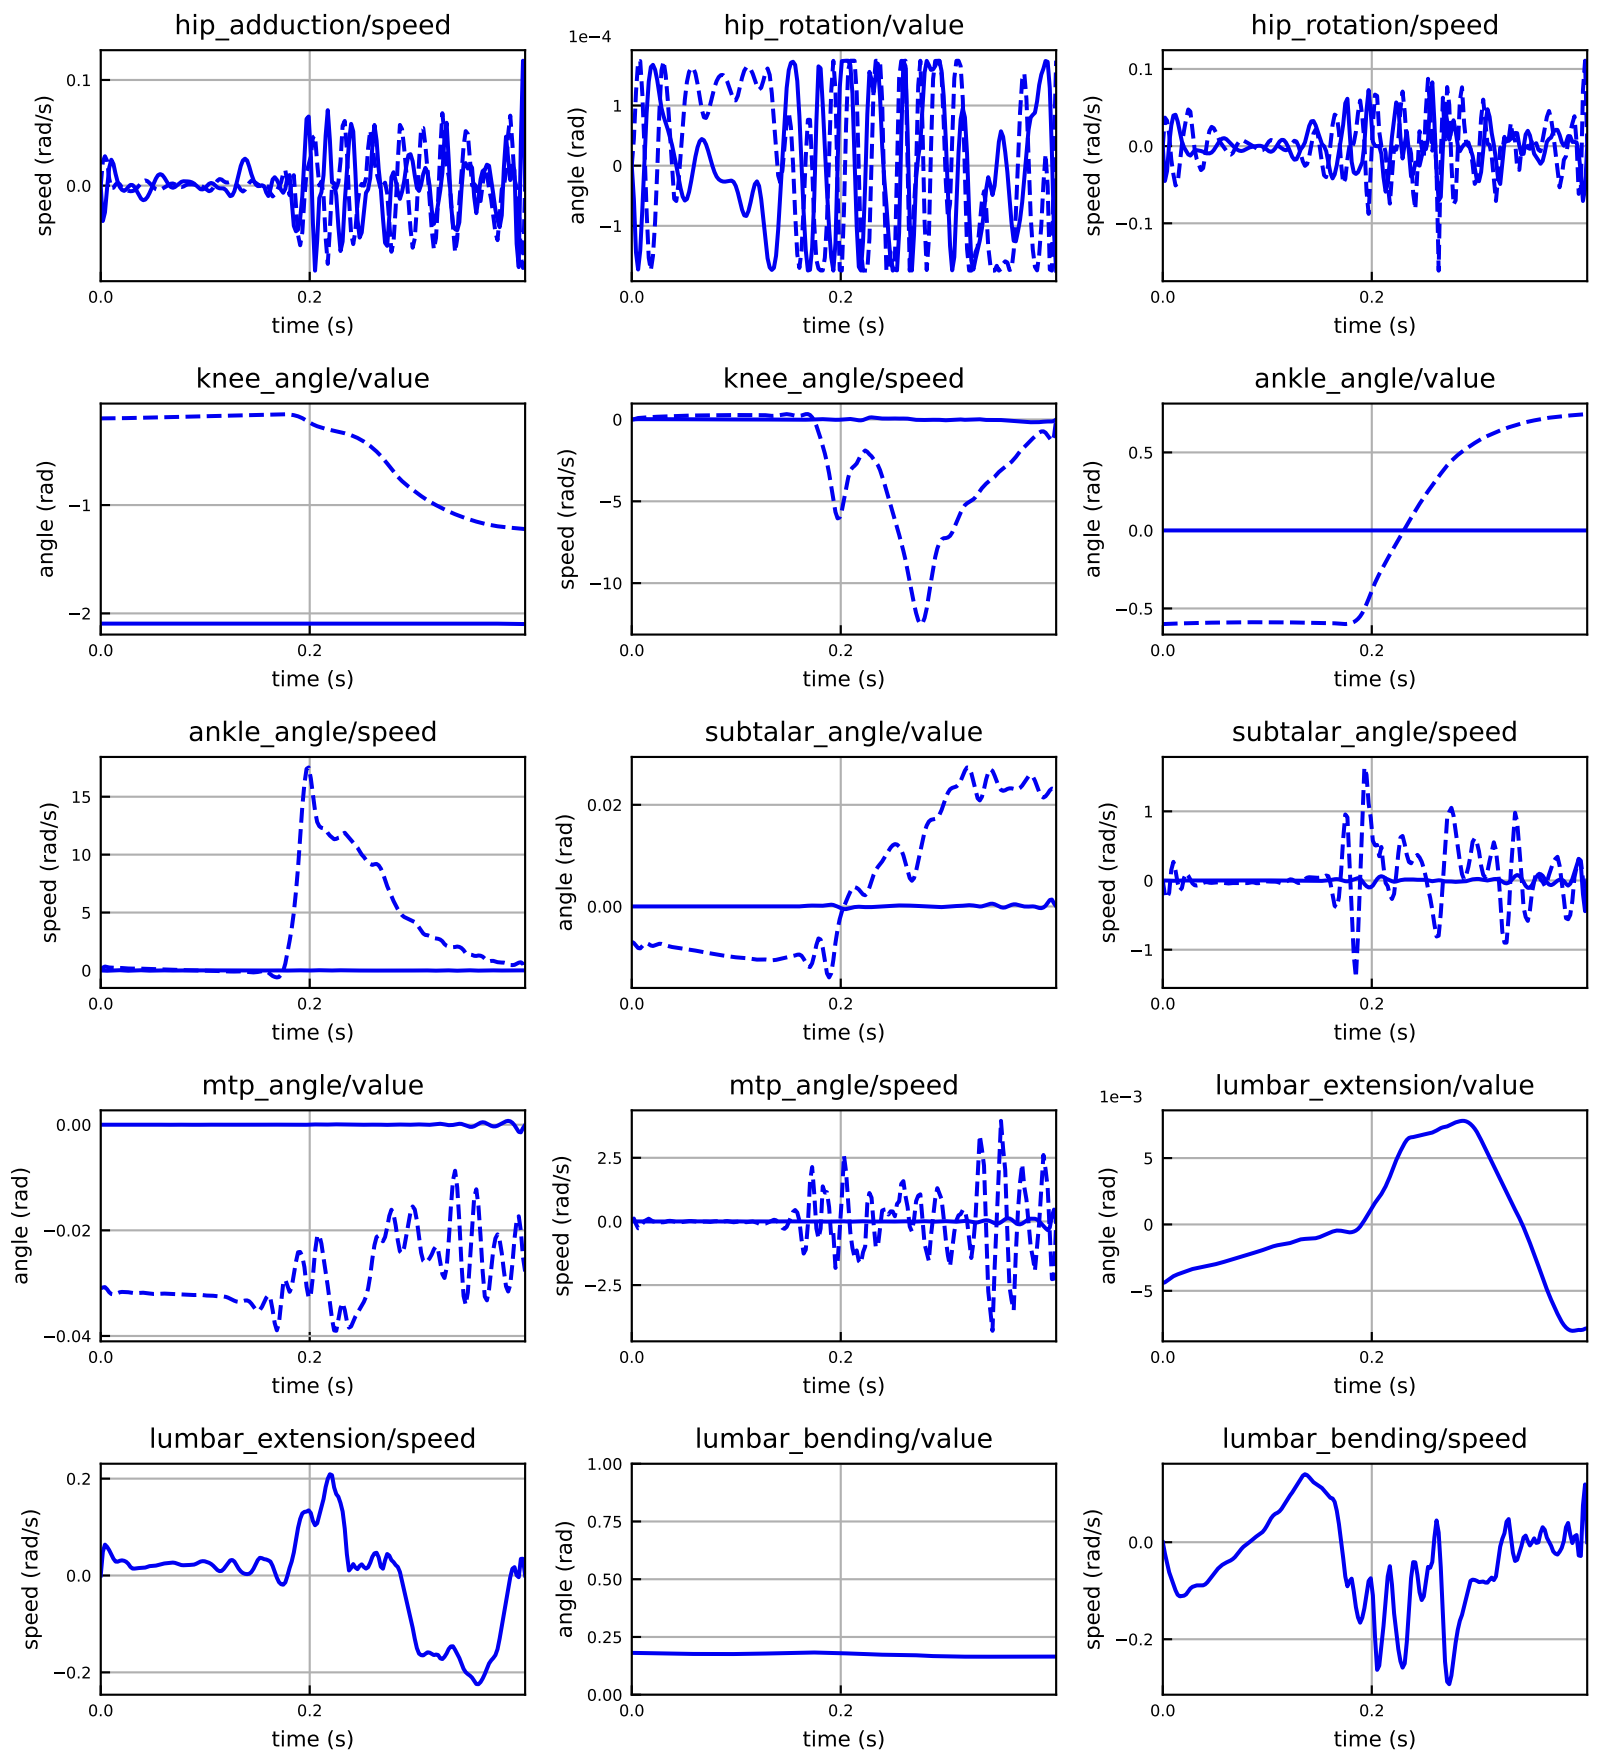 hip_adduction/speed
speed (rad/s)
0.1
0.0
0.0
0.2
time (s)
hip_rotation/value
1e−4
angle (rad)
1
0
−1
0.0
0.2
time (s)
hip_rotation/speed
speed (rad/s)
0.1
0.0
−0.1
0.0
0.2
time (s)
knee_angle/value
angle (rad)
−1
−2
0.0
0.2
time (s)
knee_angle/speed
speed (rad/s)
0
−5
−10
0.0
0.2
time (s)
ankle_angle/value
angle (rad)
0.5
0.0
−0.5
0.0
0.2
time (s)
ankle_angle/speed
speed (rad/s)
15
10
5
0
0.0
0.2
time (s)
subtalar_angle/value
angle (rad)
0.02
0.00
0.0
0.2
time (s)
subtalar_angle/speed
speed (rad/s)
1
0
−1
0.0
0.2
time (s)
mtp_angle/value
angle (rad)
0.00
−0.02
−0.04
0.0
0.2
time (s)
mtp_angle/speed
speed (rad/s)
2.5
0.0
−2.5
0.0
0.2
time (s)
lumbar_extension/value
1e−3
angle (rad)
5
0
−5
0.0
0.2
time (s)
lumbar_extension/speed
speed (rad/s)
0.2
0.0
−0.2
0.0
0.2
time (s)
lumbar_bending/value
angle (rad)
1.00
0.75
0.50
0.25
0.00
0.0
0.2
time (s)
lumbar_bending/speed
speed (rad/s)
0.0
−0.2
0.0
0.2
time (s)